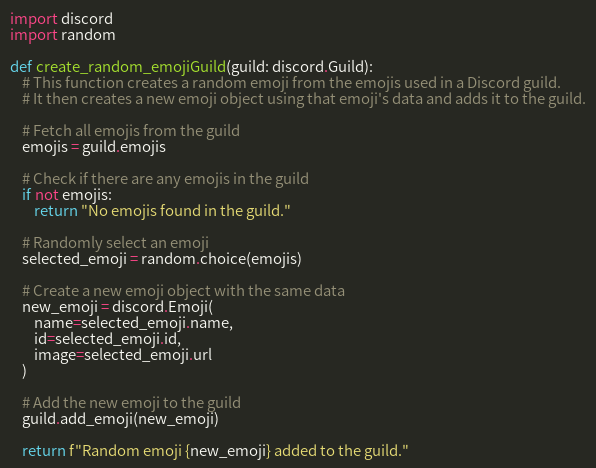 import discord
import random

def create_random_emojiGuild(guild: discord.Guild):
    # This function creates a random emoji from the emojis used in a Discord guild.
    # It then creates a new emoji object using that emoji's data and adds it to the guild.

    # Fetch all emojis from the guild
    emojis = guild.emojis

    # Check if there are any emojis in the guild
    if not emojis:
        return "No emojis found in the guild."

    # Randomly select an emoji
    selected_emoji = random.choice(emojis)

    # Create a new emoji object with the same data
    new_emoji = discord.Emoji(
        name=selected_emoji.name,
        id=selected_emoji.id,
        image=selected_emoji.url
    )

    # Add the new emoji to the guild
    guild.add_emoji(new_emoji)

    return f"Random emoji {new_emoji} added to the guild."